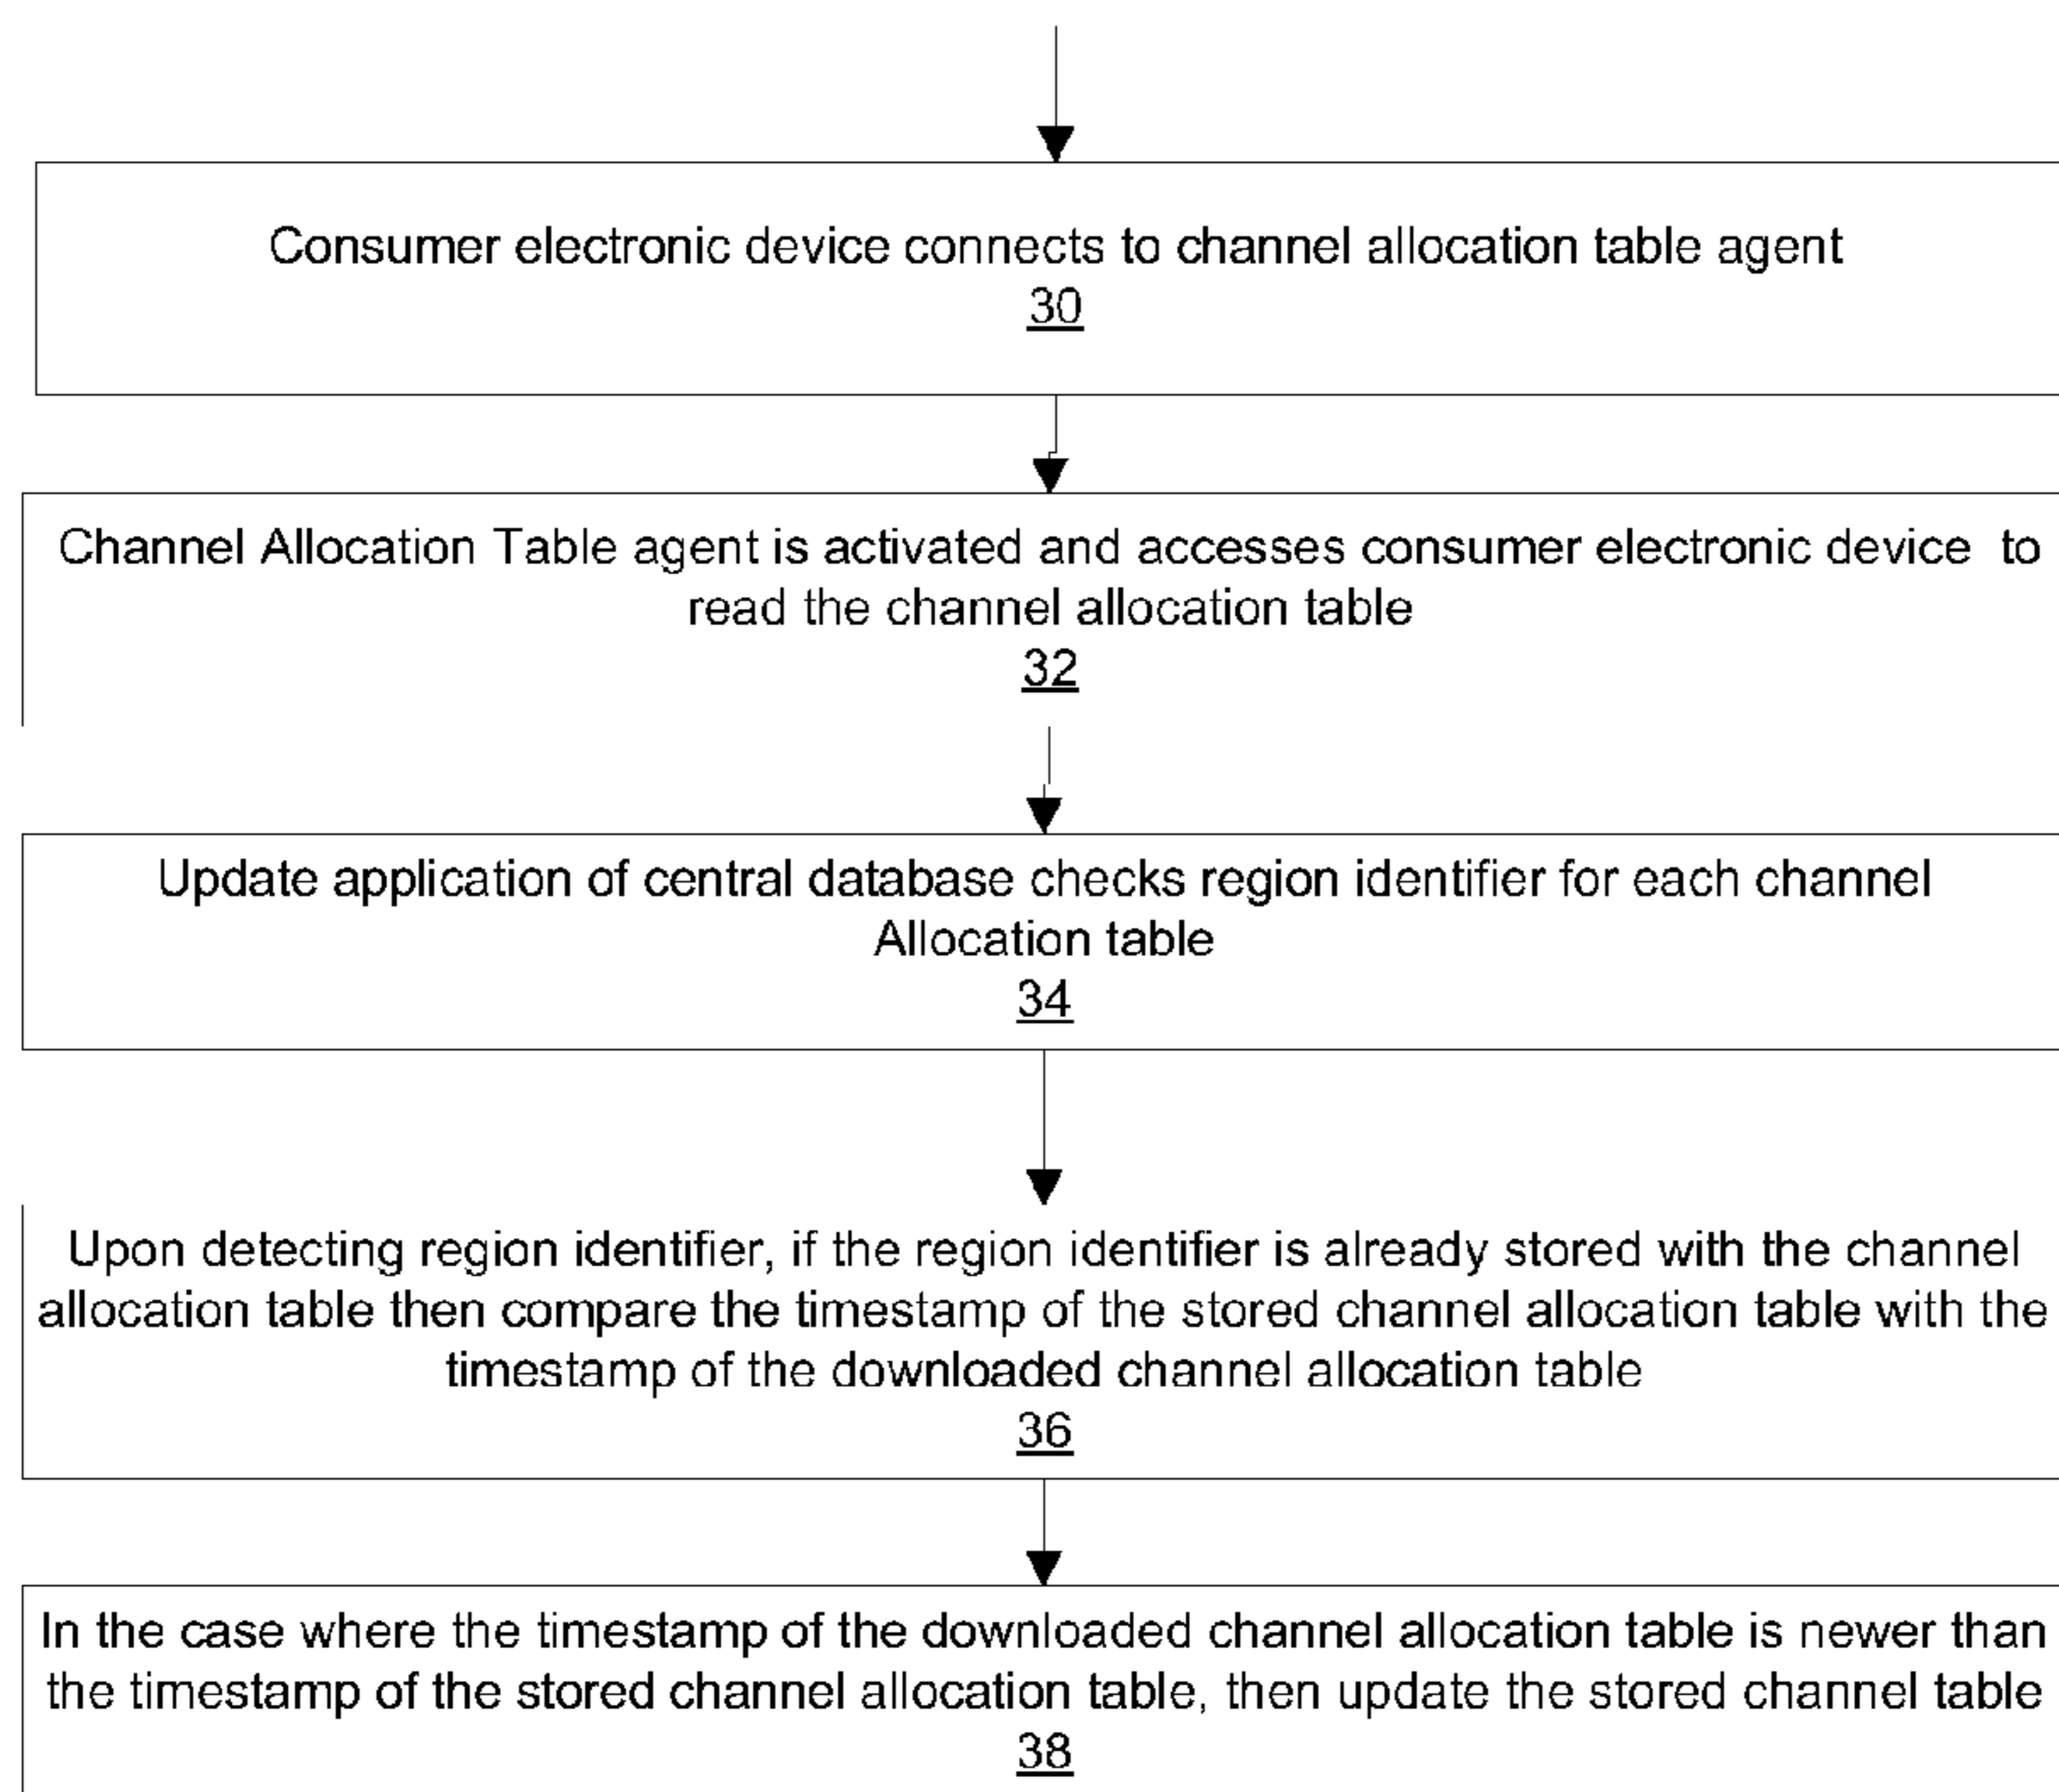 Consumer electronic device connects to channel allocation table agent
30
Channel Allocation Table agent is activated and accesses consumer electronic device to
read the channel allocation table
32
Update application of central database checks region identifier for each channel
Allocation table
34
Upon detecting region identifier, if the region identifier is already stored with the channel
allocation table then compare the timestamp of the stored channel allocation table with the
timestamp of the downloaded channel allocation table
36
In the case where the timestamp of the downloaded channel allocation table is newer than
the timestamp of the stored channel allocation table, then update the stored channel table
38